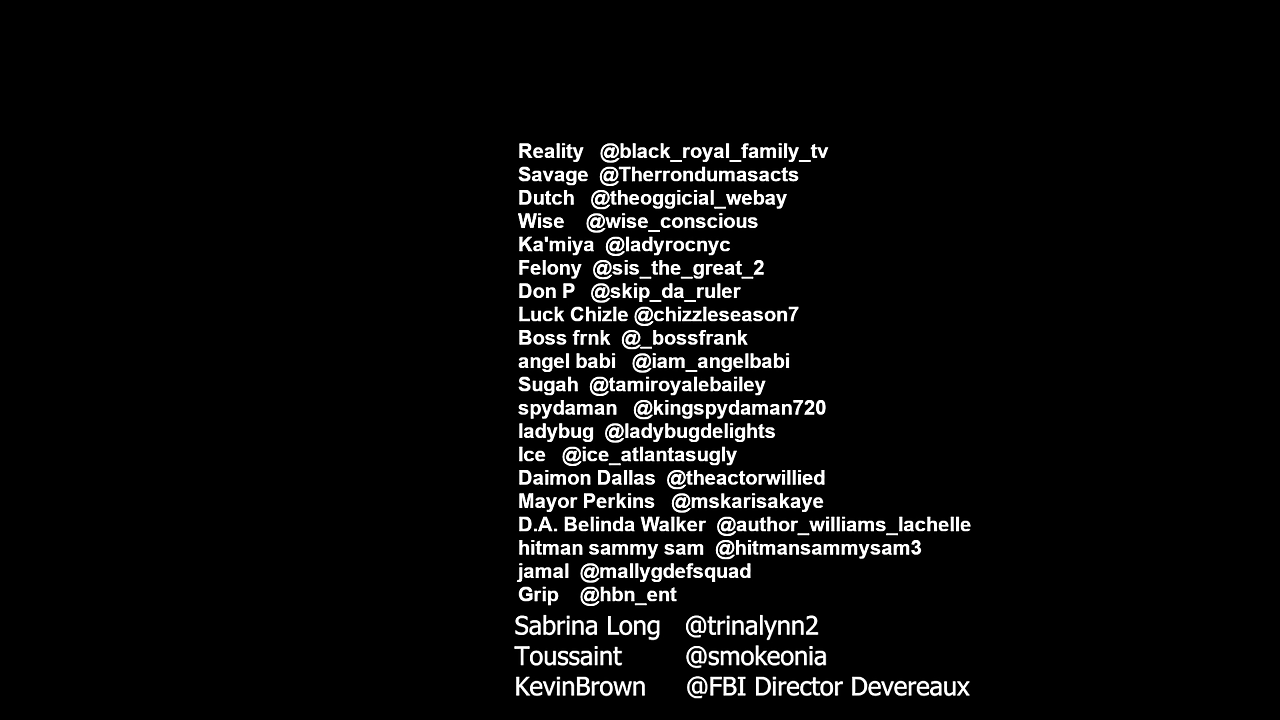 Reality @black_royal_family_tv
Savage @Therrondumasacts
Dutch @theoggicial_webay
Wise @wise_conscious
Ka'miya @ladyrocnyc
Felony @sis_the_great_2
Don P @skip_da_ruler
Luck Chizle @chizzleseason7
Boss frnk @_bossfrank
angel babi @iam_angelbabi
Sugah @tamiroyalebailey
spydaman @kingspydaman720
ladybug @ladybugdelights
Ice @ice_atlantasugly
Daimon Dallas @theactorwillied
Mayor Perkins @mskarisakaye
D.A. Belinda Walker @author_williams_lachelle
hitman sammy sam @hitmansammysam3
jamal @mallygdefsquad
Grip @hbn_ent
Sabrina Long @trinalynn2
Toussaint @smokeonia
KevinBrown @FBI Director Devereaux